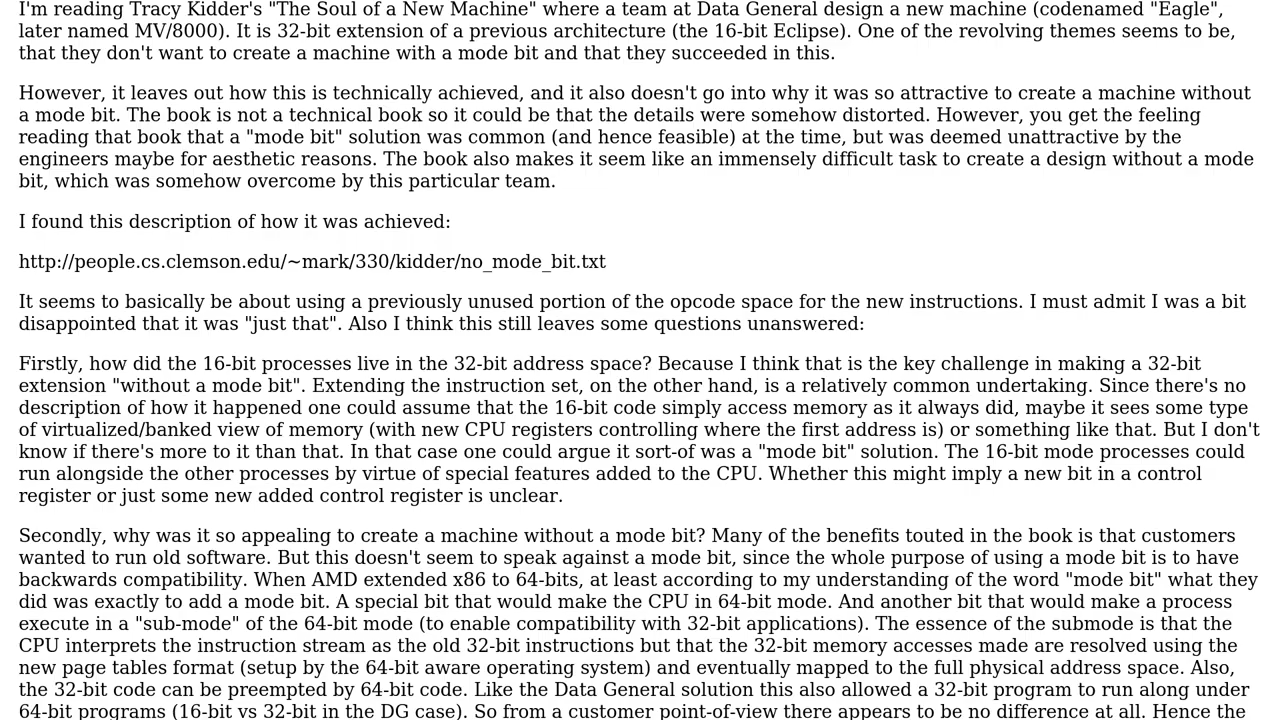 I'm reading Tracy Kidder's "The Soul of a New Machine" where a team at Data General design a new machine (codenamed "Eagle",
later named MV/8000). It is 32-bit extension of a previous architecture (the 16-bit Eclipse). One of the revolving themes seems to be,
that they don't want to create a machine with a mode bit and that they succeeded in this.
However, it leaves out how this is technically achieved, and it also doesn't go into why it was so attractive to create a machine without
a mode bit. The book is not a technical book so it could be that the details were somehow distorted. However, you get the feeling
reading that book that a "mode bit" solution was common (and hence feasible) at the time, but was deemed unattractive by the
engineers maybe for aesthetic reasons. The book also makes it seem like an immensely difficult task to create a design without a mode
bit, which was somehow overcome by this particular team.
I found this description of how it was achieved:
http://people.cs.clemson.edu/~mark/330/kidder/no_mode_bit.txt
It seems to basically be about using a previously unused portion of the opcode space for the new instructions. I must admit I was a bit
disappointed that it was "just that". Also I think this still leaves some questions unanswered:
Firstly, how did the 16-bit processes live in the 32-bit address space? Because I think that is the key challenge in making a 32-bit
extension "without a mode bit". Extending the instruction set, on the other hand, is a relatively common undertaking. Since there's no
description of how it happened one could assume that the 16-bit code simply access memory as it always did, maybe it sees some type
of virtualized/banked view of memory (with new CPU registers controlling where the first address is) or something like that. But I don't
know if there's more to it than that. In that case one could argue it sort-of was a "mode bit" solution. The 16-bit mode processes could
run alongside the other processes by virtue of special features added to the CPU. Whether this might imply a new bit in a control
register or just some new added control register is unclear.
Secondly, why was it so appealing to create a machine without a mode bit? Many of the benefits touted in the book is that customers
wanted to run old software. But this doesn't seem to speak against a mode bit, since the whole purpose of using a mode bit is to have
backwards compatibility. When AMD extended x86 to 64-bits, at least according to my understanding of the word "mode bit" what they
did was exactly to add a mode bit. A special bit that would make the CPU in 64-bit mode. And another bit that would make a process
execute in a "sub-mode" of the 64-bit mode (to enable compatibility with 32-bit applications). The essence of the submode is that the
CPU interprets the instruction stream as the old 32-bit instructions but that the 32-bit memory accesses made are resolved using the
new page tables format (setup by the 64-bit aware operating system) and eventually mapped to the full physical address space. Also,
the 32-bit code can be preempted by 64-bit code. Like the Data General solution this also allowed a 32-bit program to run along under
64-bit programs (16-bit vs 32-bit in the DG case). So from a customer point-of-view there appears to be no difference at all. Hence the